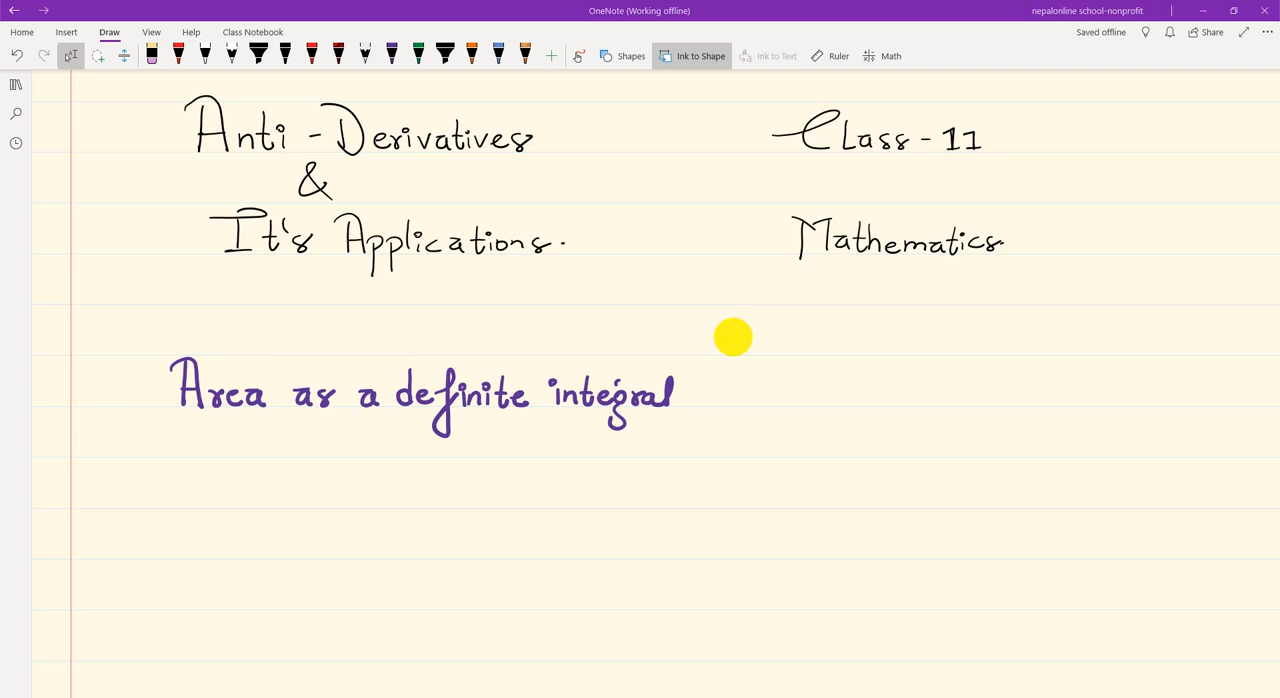 OneNote (Working offline)
nepalonline school-nonprofit
Home Insert Draw View Help Class Notebook
Saved offline
Share
Shapes
Ink to Shape
Ink to Text
Ruler
Math
Anti-Derivatives
Class-11
&
It's Applications.
Mathematics.
Area as a definite integral